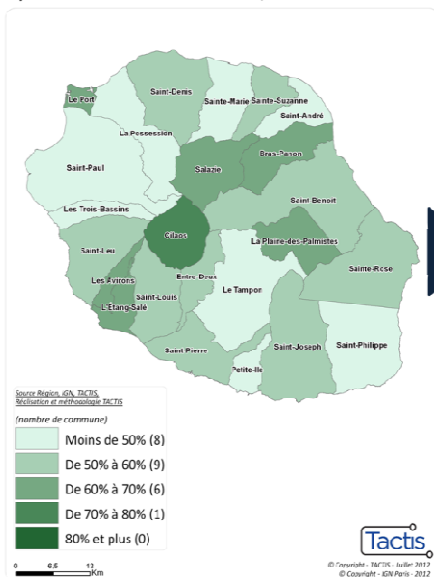 Saint-Denis
Le Port
Sainte-Marie
Sainte-Suzanne
Saint-André
La Possession
Bras-Panon
Saint-Paul
Salazie
Saint-Benoit
Les Trois-Bassins
Cilaos
La Plaine-des-Palmistes
Saint-Leu
Sainte-Rose
Entre Deux
Les Avirons
Le Tampon
Saint-Louis
L'Etang-Salé
Saint-Joseph
Saint-Philippe
Saint Pierre
Petite-Ile
Source Région, IGN, TACTIS,
Réalisation et méthodologie TACTIS
(nombre de commune)
Moins de 50% (8)
De 50% à 60% (9)
De 60% à 70% (6)
De 70% à 80% (1)
80% et plus (0)
Tactis
0 6,5 13
Km
© Copyright - TACTIS - Juillet 2012
© Copyright - IGN Paris - 2012